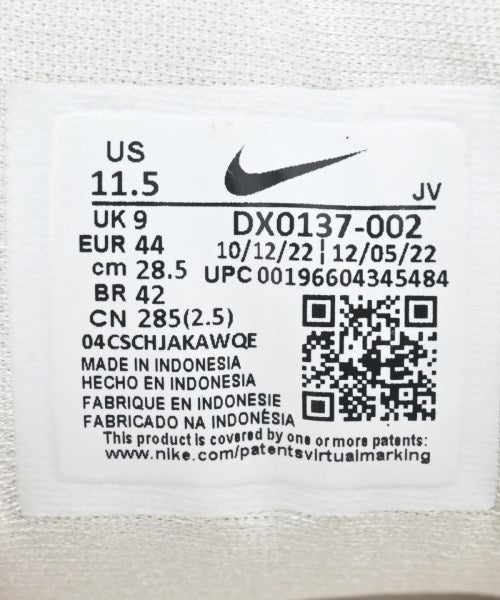 US
11.5
JV
UK 9
EUR 44
cm 28.5
BR 42
CN 285(2.5)
DX0137-002
10/12/22 | 12/05/22
UPC 00196604345484
04CSCHJAKAWQE
MADE IN INDONESIA
HECHO EN INDONESIA
FABRIQUE EN INDONESIE
FABRICADO NA INDONÉSIA
This product is covered by one or more patents:
www.nike.com/patentsvirtualmarking